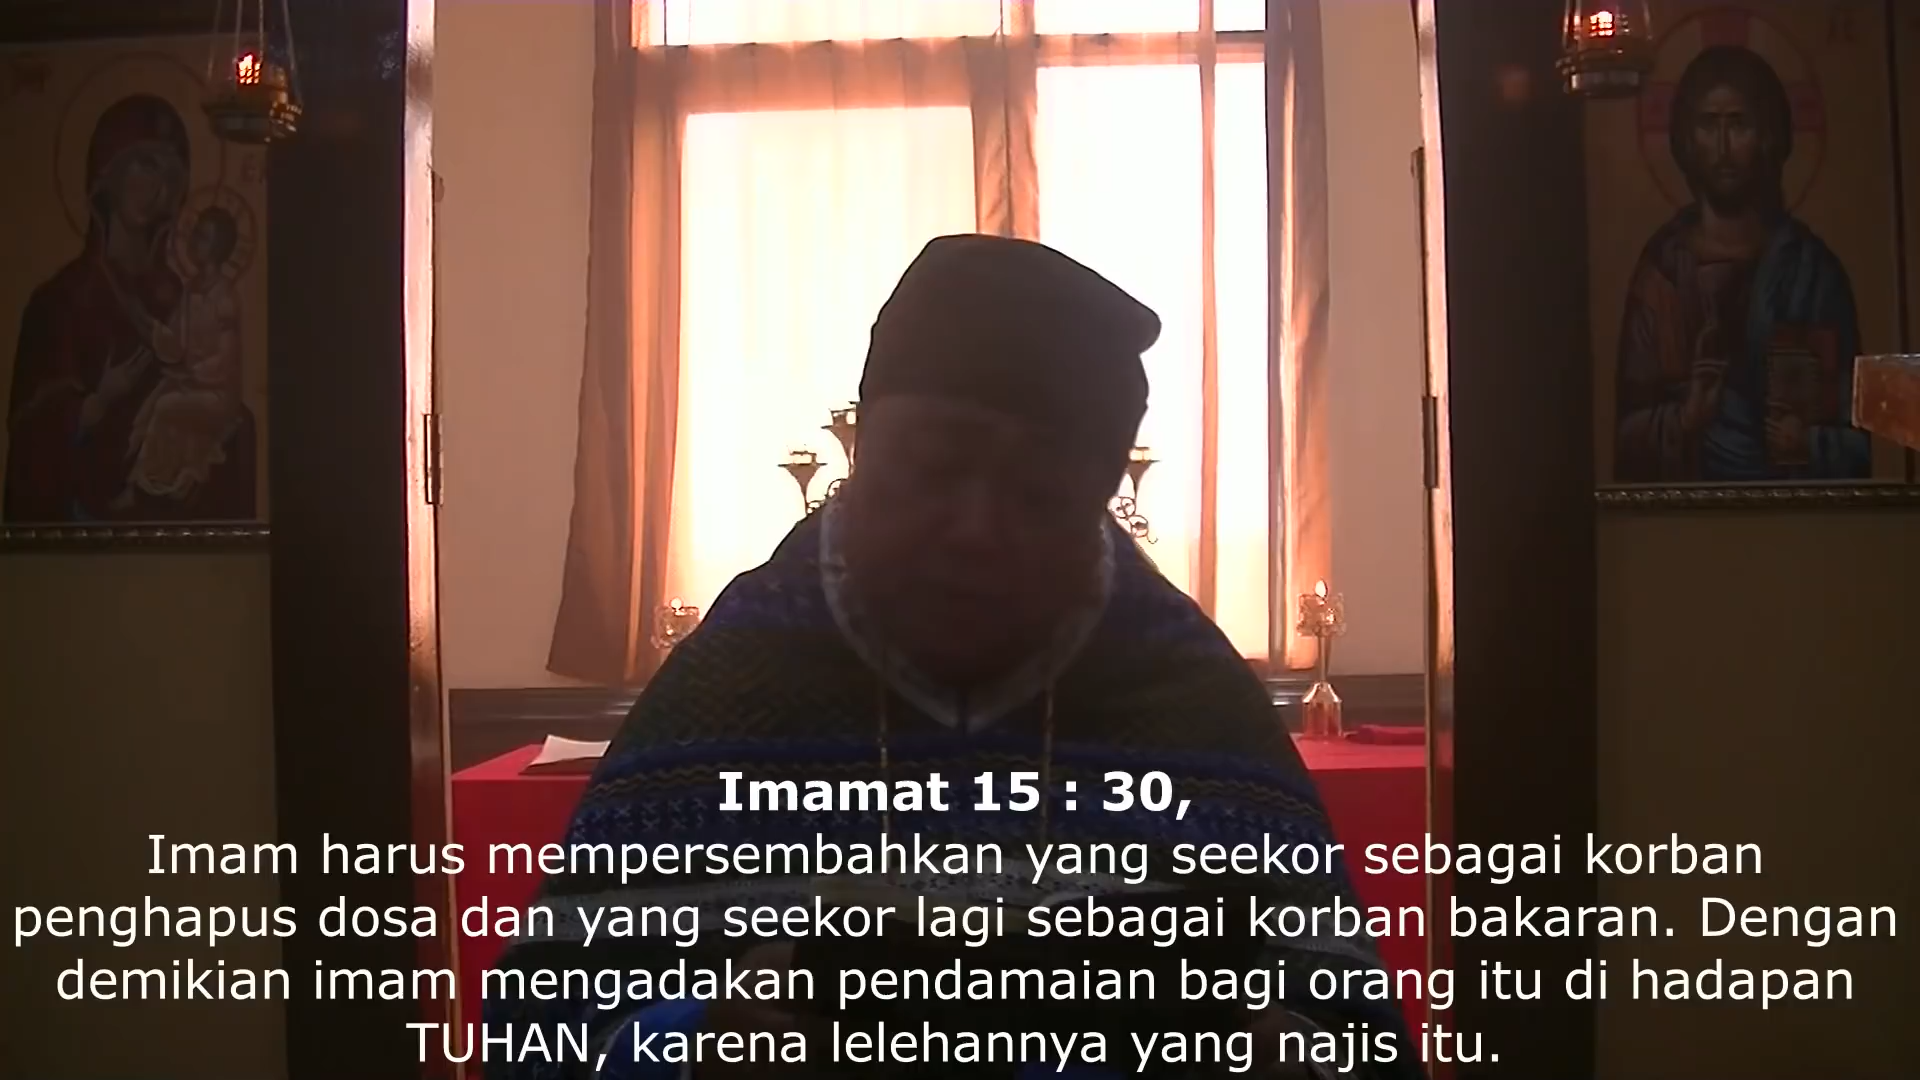 Imamat 15 : 30,
Imam harus mempersembahkan yang seekor sebagai korban
penghapus dosa dan yang seekor lagi sebagai korban bakaran. Dengan
demikian imam mengadakan pendamaian bagi orang itu di hadapan
TUHAN, karena lelehannya yang najis itu.